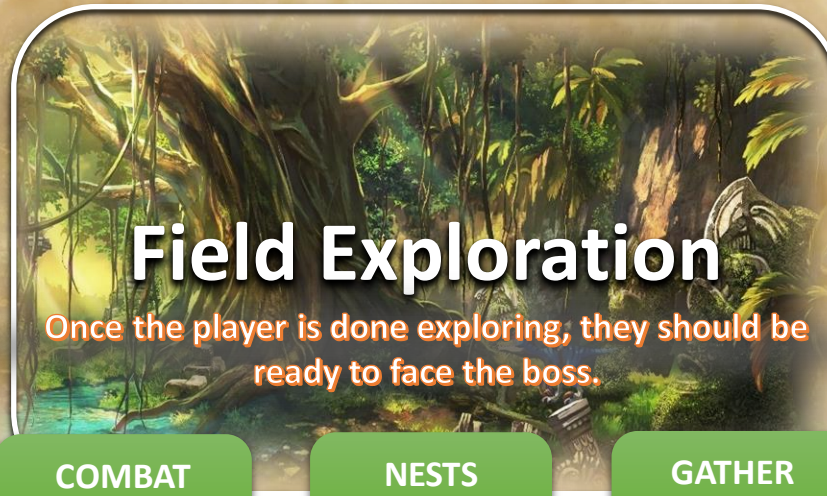 Field Exploration
Once the player is done exploring, they should be
ready to face the boss.
COMBAT
NESTS
GATHER